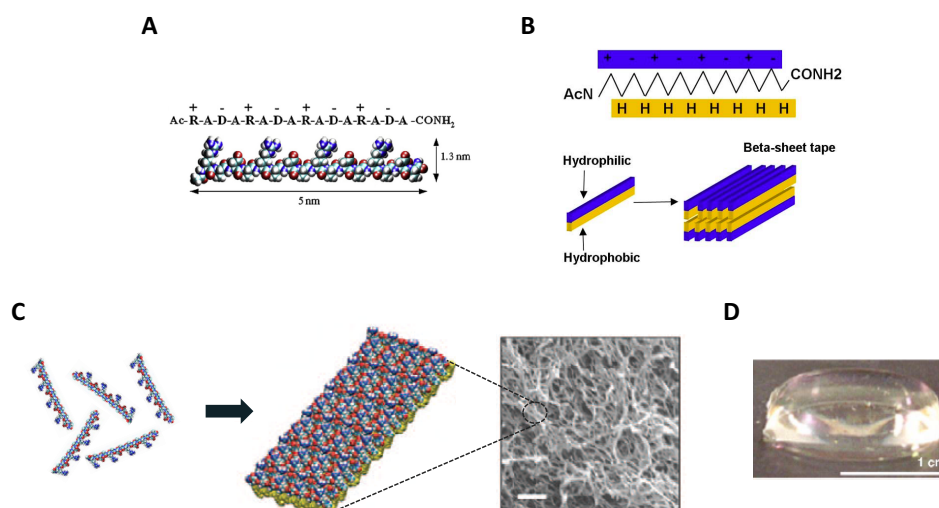 A
+ - + - + - + -
Ac-R-A-D-A-R-A-D-A-R-A-D-A-R-A-D-A -CONH2
1.3 nm
5 nm
B
+ - + - + - + -
AcN
CONH2
H H H H H H H H
Hydrophilic
Beta-sheet tape
Hydrophobic
C
D
1 cm